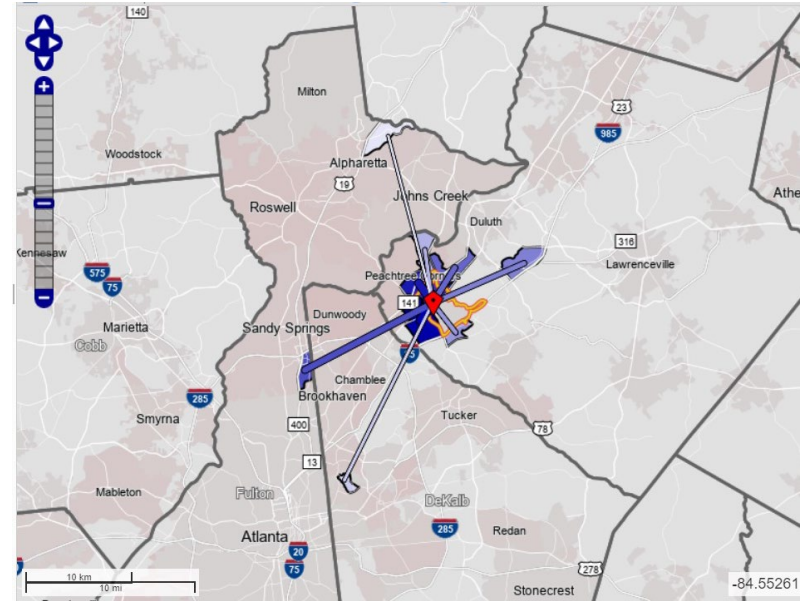 140
Milton
23
985
Woodstock
Alpharetta
19
Johns Creek
Athe
Roswell
Duluth
316
Kennesaw
Lawrenceville
575
75
Peachtree Corners
141
Dunwoody
Marietta
Sandy Springs
Cobb
Chamblee
285
Brookhaven
Smyrna
Tucker
400
78
13
Mableton
Fulton
DeKalb
285
Redan
Atlanta
20
75
278
10 km
10 mi
Stonecrest
-84.55261